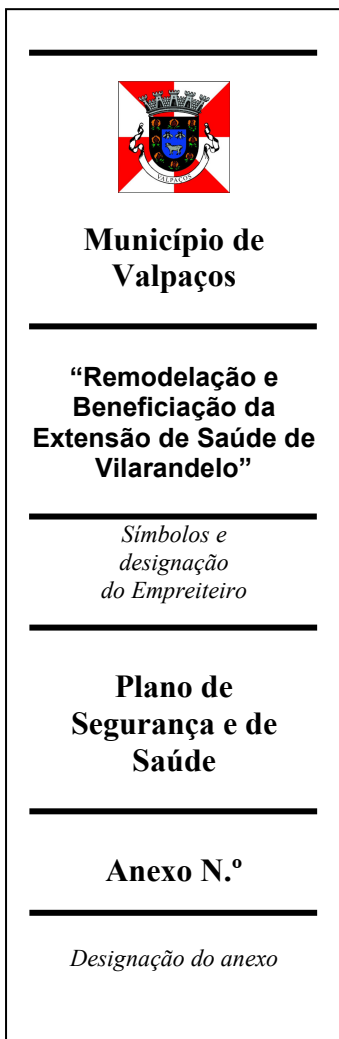 VALPAÇOS
Município de
Valpaços
“Remodelação e
Beneficiação da
Extensão de Saúde de
Vilarandelo”
Símbolos e
designação
do Empreiteiro
Plano de
Segurança e de
Saúde
Anexo N.º
Designação do anexo